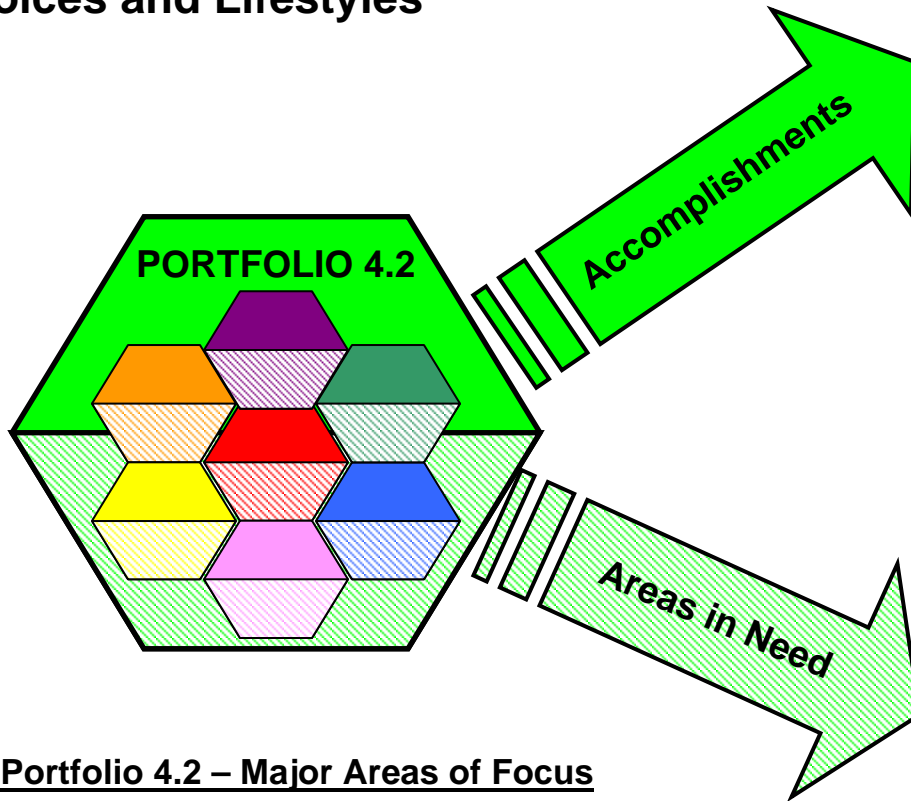 oices and Lifestyles
Accomplishments
PORTFOLIO 4.2
Areas in Need
Portfolio 4.2 – Major Areas of Focus